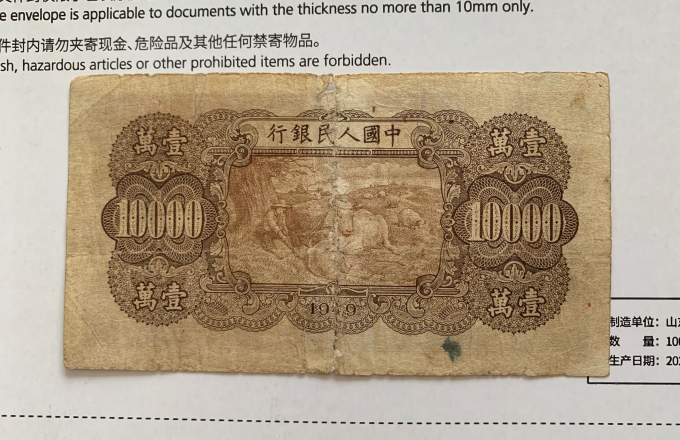 e envelope is applicable to documents with the thickness no more than 10mm only.
件封内请勿夹寄现金、危险品及其他任何禁寄物品。
sh, hazardous articles or other prohibited items are forbidden.
中國人民銀行
壹萬
壹萬
10000
10000
壹萬
壹萬
1949
制造单位：山
数 量：100
生产日期：202